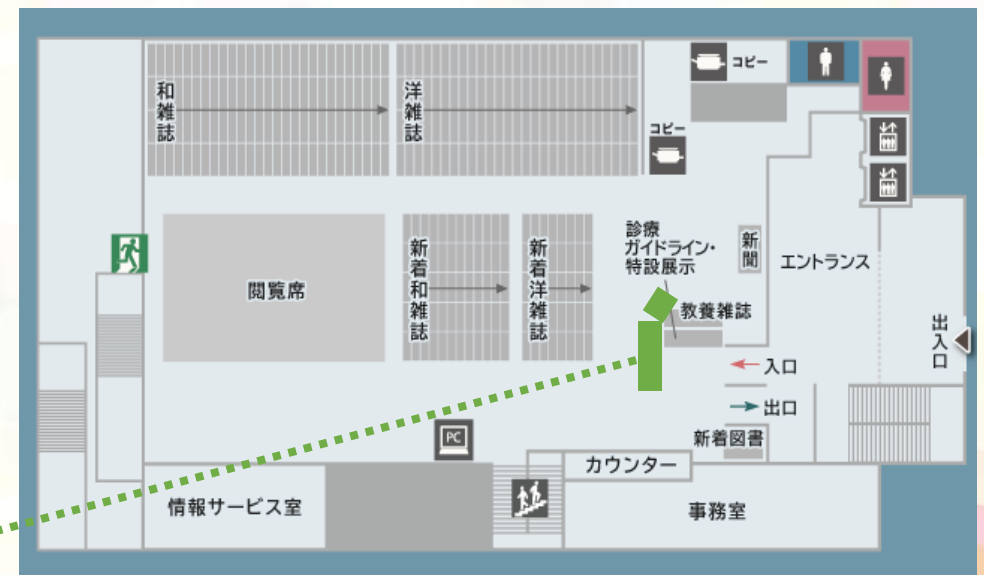 和雑誌
洋雑誌
コピー
コピー
診療
ガイドライン・
特設展示
新聞
エントランス
閲覧席
新着和雑誌
新着洋雑誌
教養雑誌
出入口
入口
出口
新着図書
PC
カウンター
情報サービス室
事務室